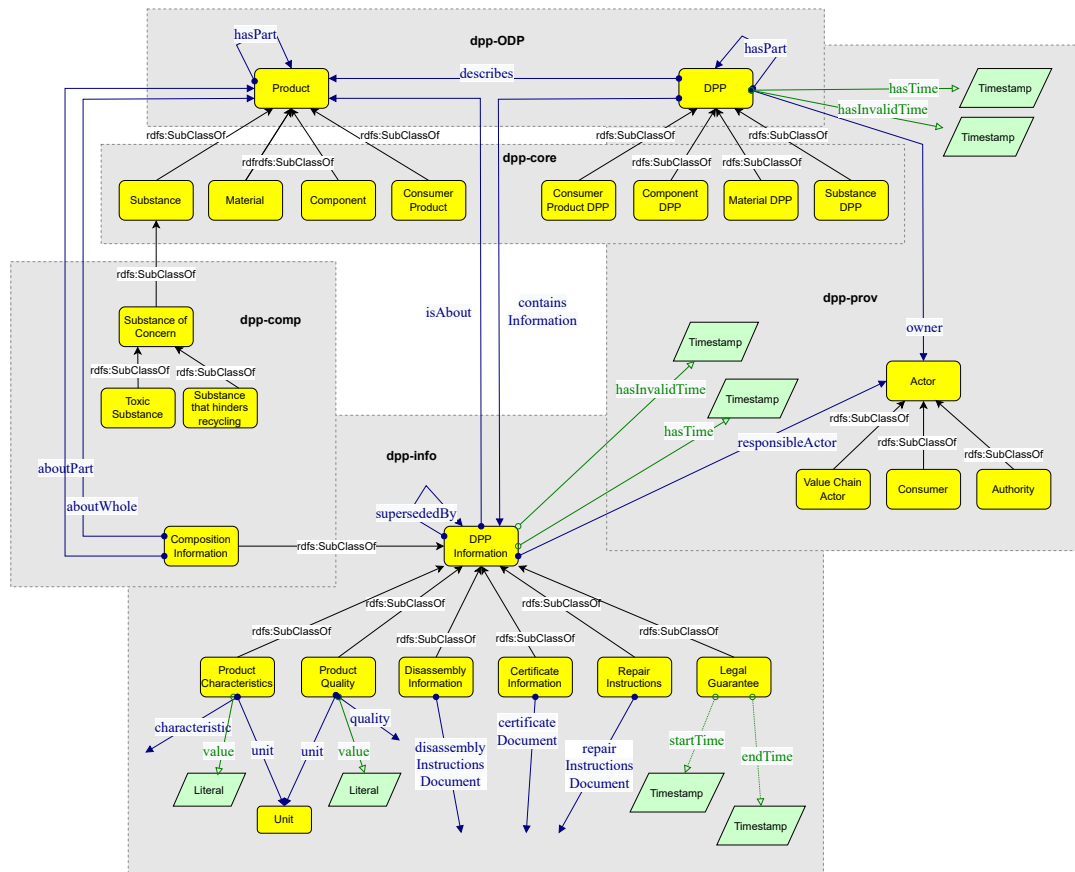 hasPart
dpp-ODP
hasPart
describes
Product
DPP
hasTime
Timestamp
hasInvalidTime
Timestamp
rdfs:SubClassOf
rdfs:SubClassOf
rdfs:SubClassOf
rdfs:SubClassOf
dpp-core
rdfrdfs:SubClassOf
rdfs:SubClassOf
rdfs:SubClassOf
Substance
Material
Component
Consumer
Product
Consumer
Product DPP
Component
DPP
Material DPP
Substance
DPP
rdfs:SubClassOf
dpp-comp
Substance of
Concern
isAbout
contains
Information
dpp-prov
owner
Timestamp
rdfs:SubClassOf
rdfs:SubClassOf
hasInvalidTime
Timestamp
Actor
Toxic
Substance
Substance
that hinders
recycling
rdfs:SubClassOf
rdfs:SubClassOf
rdfs:SubClassOf
hasTime
responsibleActor
dpp-info
aboutPart
aboutWhole
Value Chain
Actor
Consumer
Authority
supersededBy
Composition
Information
rdfs:SubClassOf
DPP
Information
rdfs:SubClassOf
rdfs:SubClassOf
rdfs:SubClassOf
rdfs:SubClassOf
rdfs:SubClassOf
rdfs:SubClassOf
Product
Characteristics
Product
Quality
Disassembly
Information
Certificate
Information
Repair
Instructions
Legal
Guarantee
characteristic
value
unit
unit
value
quality
disassembly
Instructions
Document
certificate
Document
repair
Instructions
Document
startTime
endTime
Literal
Literal
Unit
Timestamp
Timestamp